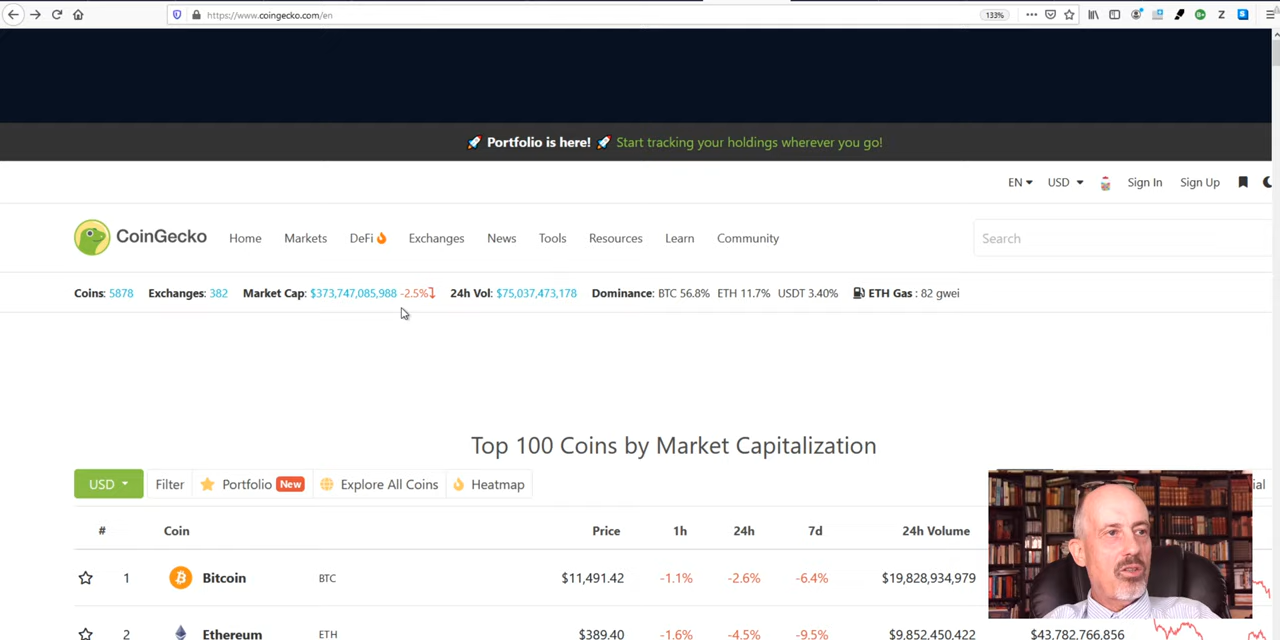 https://www.coingecko.com/en
133%
Z
S
🚀 Portfolio is here! 🚀 Start tracking your holdings wherever you go!
EN USD Sign In Sign Up
CoinGecko Home Markets DeFi Exchanges News Tools Resources Learn Community Search
Coins: 5878 Exchanges: 382 Market Cap: $373,747,085,988 -2.5% 24h Vol: $75,037,473,178 Dominance: BTC 56.8% ETH 11.7% USDT 3.40% ETH Gas : 82 gwei
Top 100 Coins by Market Capitalization
USD Filter Portfolio New Explore All Coins Heatmap
# Coin Price 1h 24h 7d 24h Volume
1 Bitcoin BTC $11,491.42 -1.1% -2.6% -6.4% $19,828,934,979
2 Ethereum ETH $389.40 -1.6% -4.5% -9.5% $9,852,450,422 $43,782,766,856